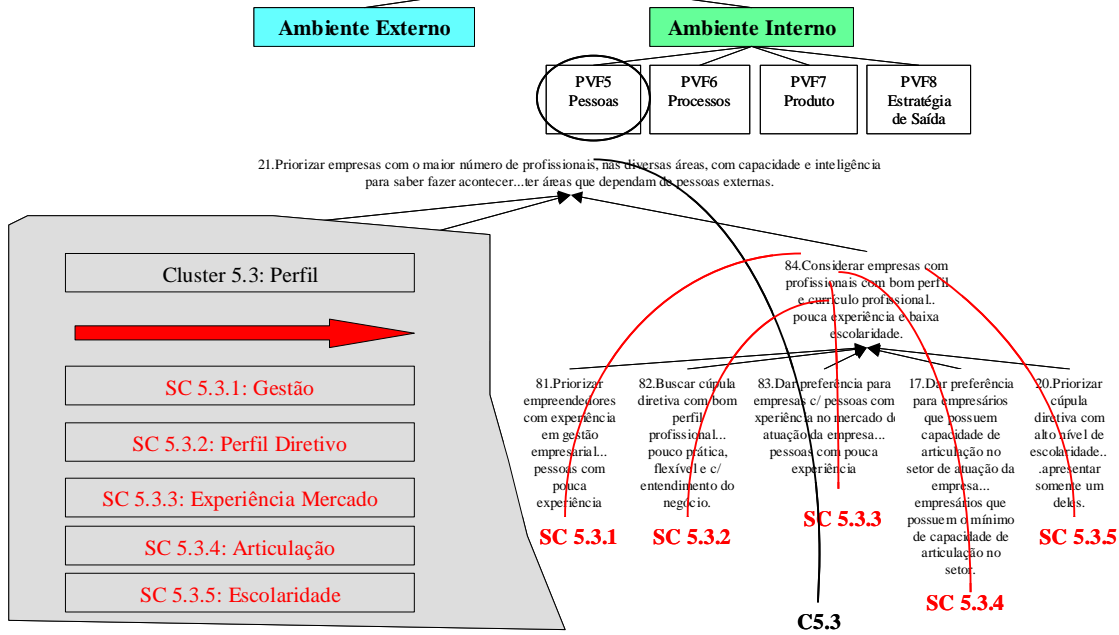 Ambiente Externo
Ambiente Interno
PVF5
Pessoas
PVF6
Processos
PVF7
Produto
PVF8
Estratégia
de Saída
21.Priorizar empresas com o maior número de profissionais, nas diversas áreas, com capacidade e inteligência
para saber fazer acontecer...ter áreas que dependam de pessoas externas.
Cluster 5.3: Perfil
SC 5.3.1: Gestão
SC 5.3.2: Perfil Diretivo
SC 5.3.3: Experiência Mercado
SC 5.3.4: Articulação
SC 5.3.5: Escolaridade
84.Considerar empresas com
profissionais com bom perfil
e currículo profissional..
pouca experiência e baixa
escolaridade.
81.Priorizar
empreendedores
com experiência
em gestão
empresarial...
pessoas com
pouca
experiência
SC 5.3.1
82.Buscar cúpula
diretiva com bom
perfil
profissional...
pouco prática,
flexível e c/
entendimento do
negócio.
SC 5.3.2
83.Dar preferência para
empresas c/ pessoas com
xperiência no mercado de
atuação da empresa...
pessoas com pouca
experiência
SC 5.3.3
17.Dar preferência
para empresários
que possuem
capacidade de
articulação no
setor de atuação da
empresa...
empresários que
possuem o mínimo
de capacidade de
articulação no
setor.
SC 5.3.4
20.Priorizar
cúpula
diretiva com
alto nível de
escolaridade..
.apresentar
somente um
deles.
SC 5.3.5
C5.3